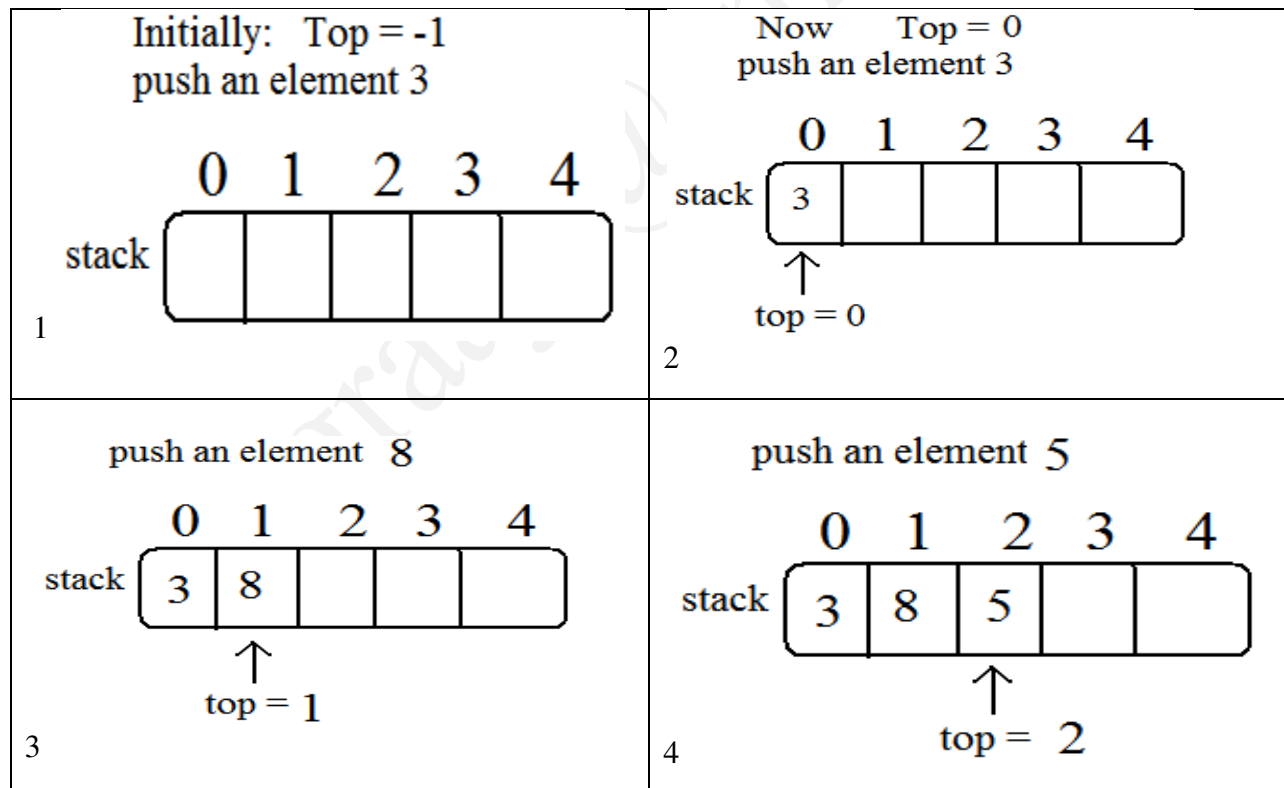 Initially: Top = -1
push an element 3
0 1 2 3 4
stack
1
Now Top = 0
push an element 3
0 1 2 3 4
stack 3
top = 0
2
push an element 8
0 1 2 3 4
stack 3 8
top = 1
3
push an element 5
0 1 2 3 4
stack 3 8 5
top = 2
4